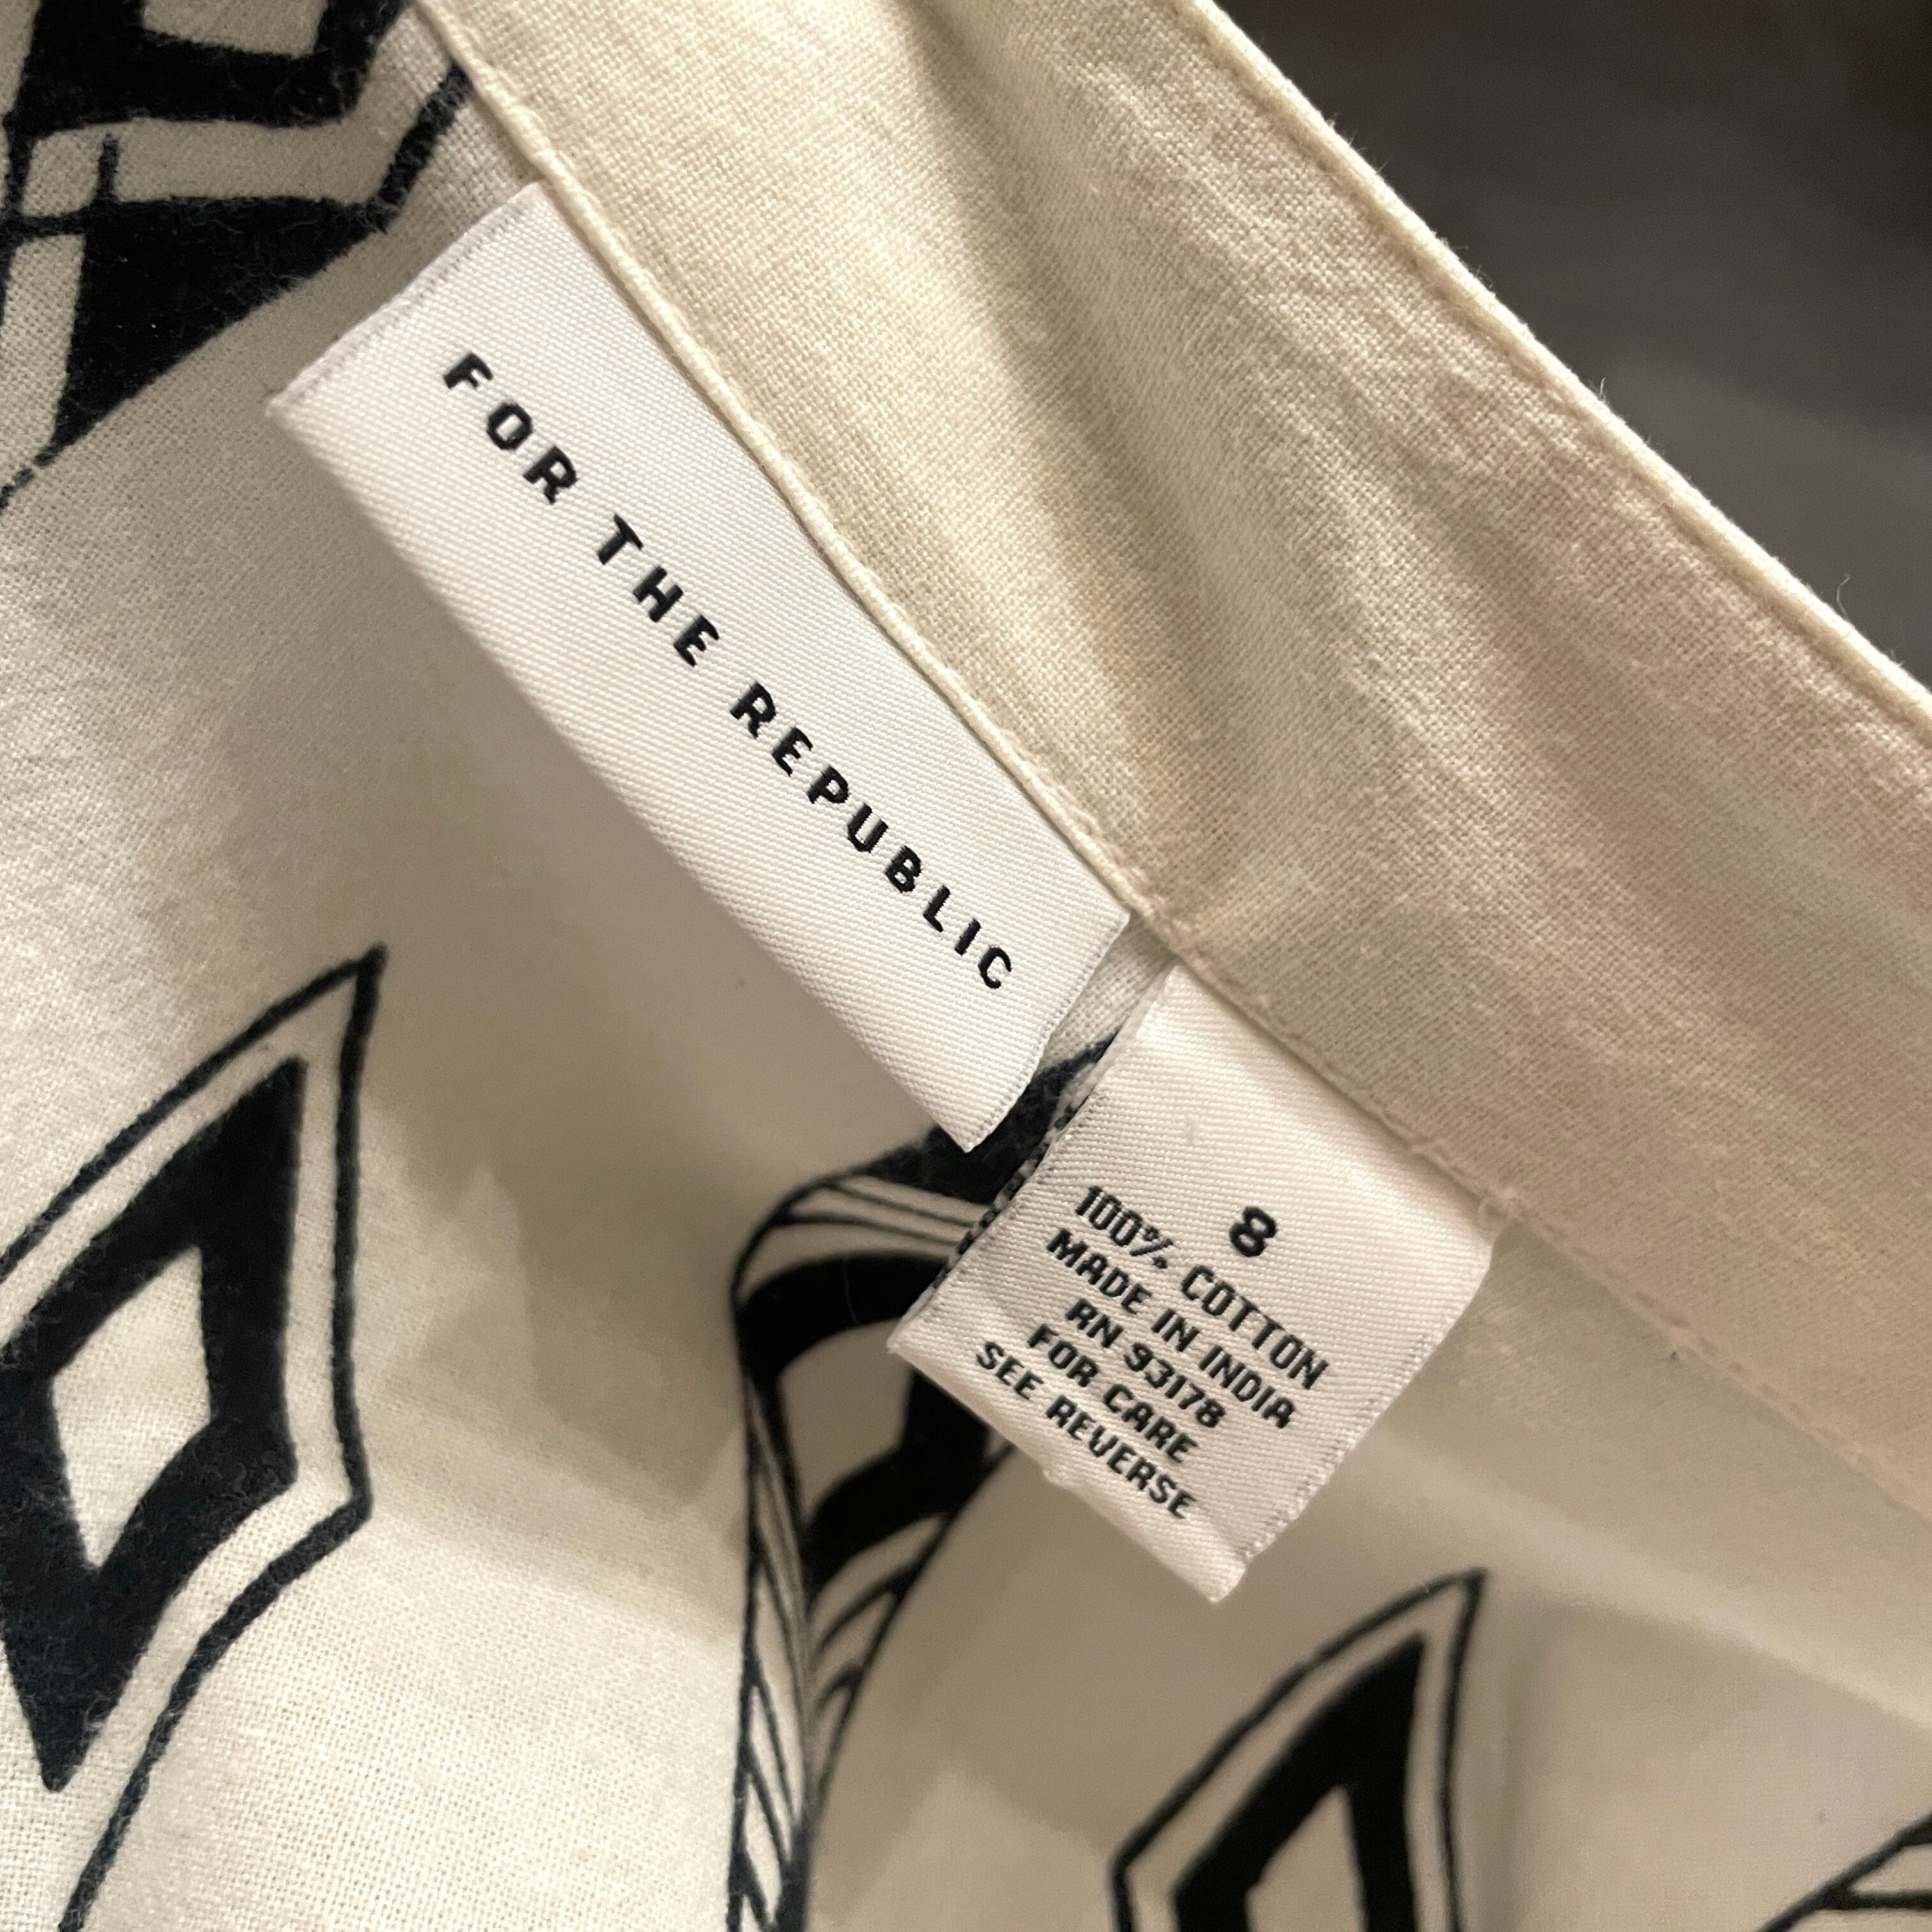 FOR THE REPUBLIC
8
100% COTTON
MADE IN INDIA
RN 93178
FOR CARE
SEE REVERSE